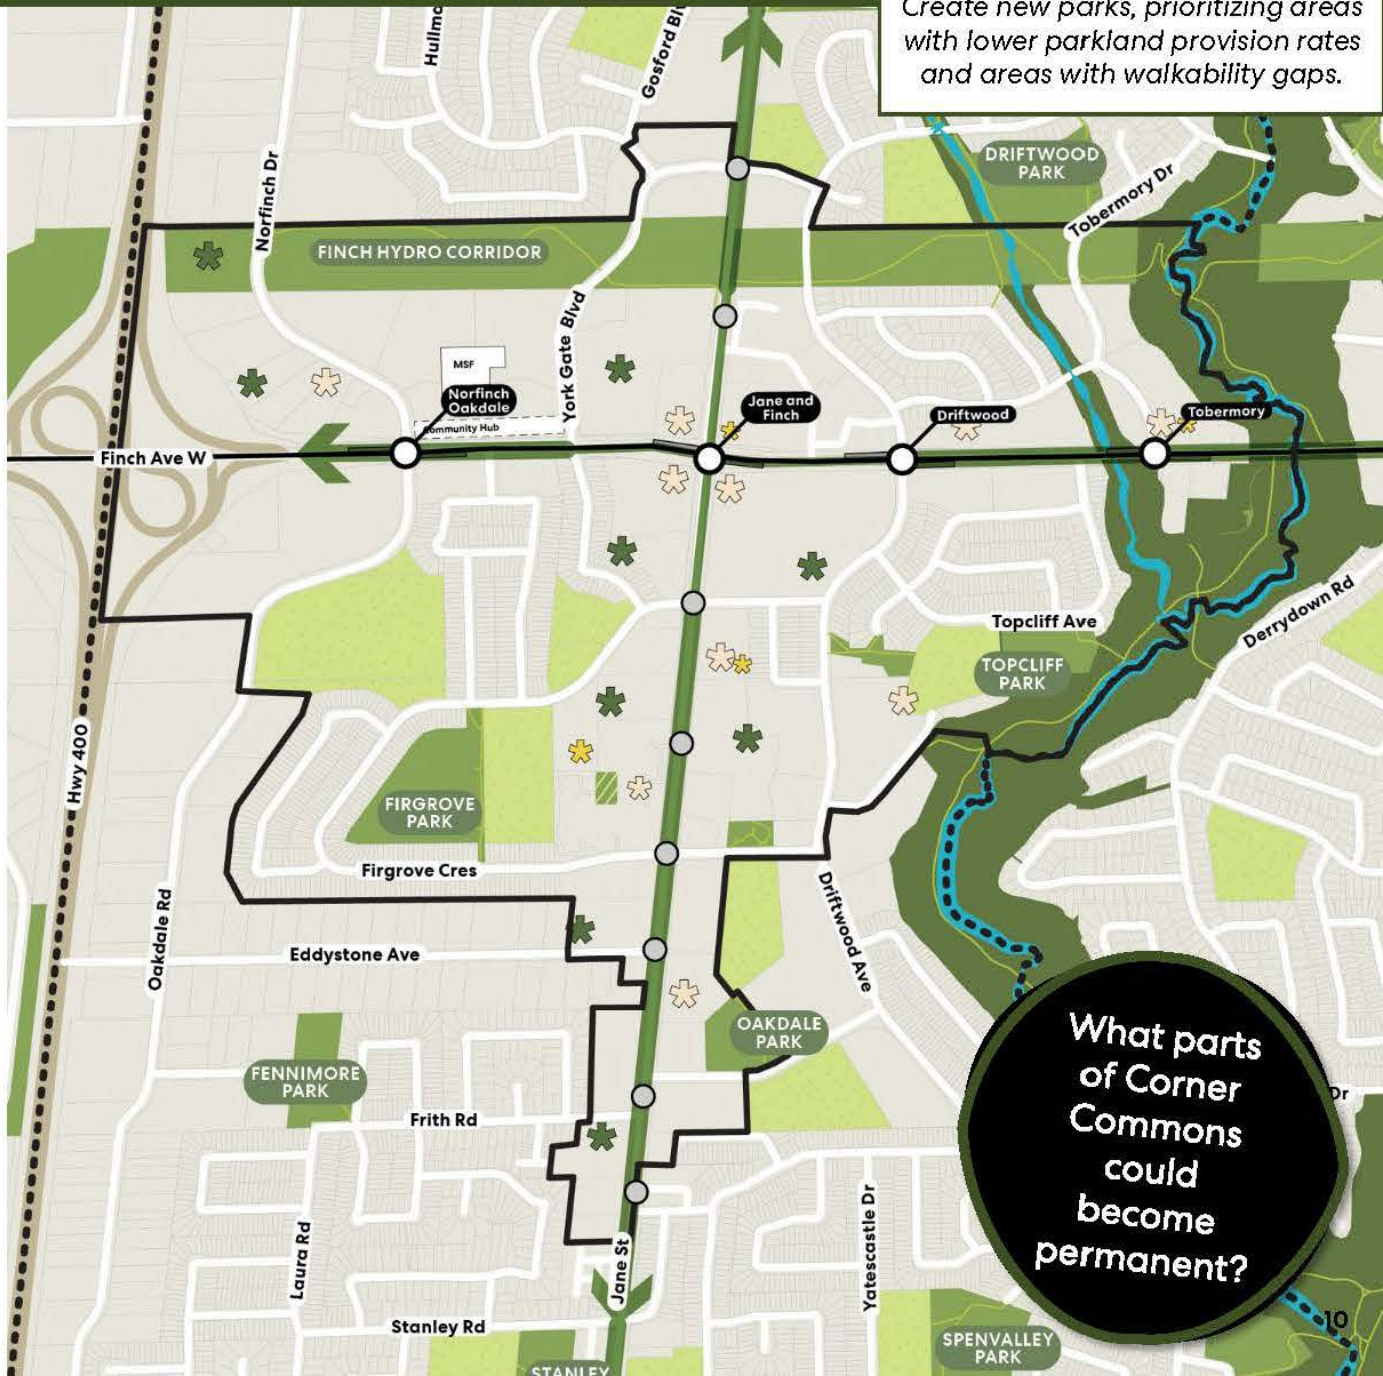 Create new parks, prioritizing areas
with lower parkland provision rates
and areas with walkability gaps.
Gosford Blv
DRIFTWOOD
PARK
Norfinch Dr
Tobermory Dr
FINCH HYDRO CORRIDOR
York Gate Blvd
MSF
Norfinch
Oakdale
Community Hub
Jane and
Finch
Driftwood
Tobermory
Finch Ave W
Topcliff Ave
Derrydown Rd
TOPCLIFF
PARK
Hwy 400
FIRGROVE
PARK
Firgrove Cres
Driftwood Ave
Oakdale Rd
Eddystone Ave
OAKDALE
PARK
FENNIMORE
PARK
Frith Rd
Dr
What parts
of Corner
Commons
could
become
permanent?
Laura Rd
Jane St
Yatescastle Dr
Stanley Rd
SPENVALLEY
PARK
STANLEY
10